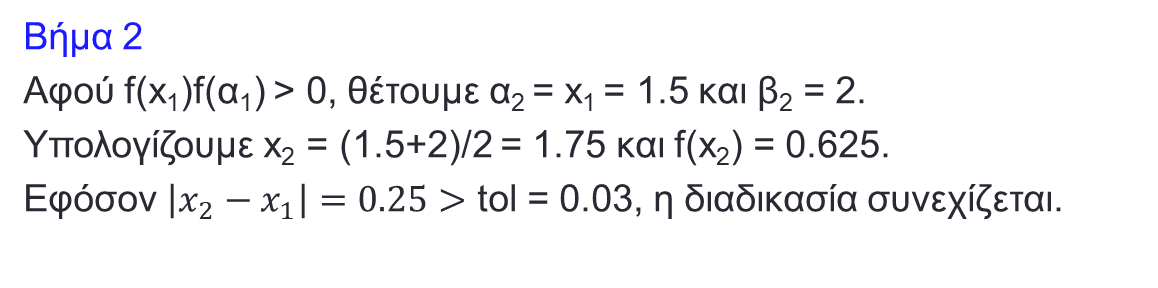 Βήμα 2
Αφού f(x₁)f(α₁) > 0, θέτουμε α₂ = x₁ = 1.5 και β₂ = 2.
Υπολογίζουμε x₂ = (1.5+2)/2 = 1.75 και f(x₂) = 0.625.
Εφόσον |x₂ − x₁| = 0.25 > tol = 0.03, η διαδικασία συνεχίζεται.